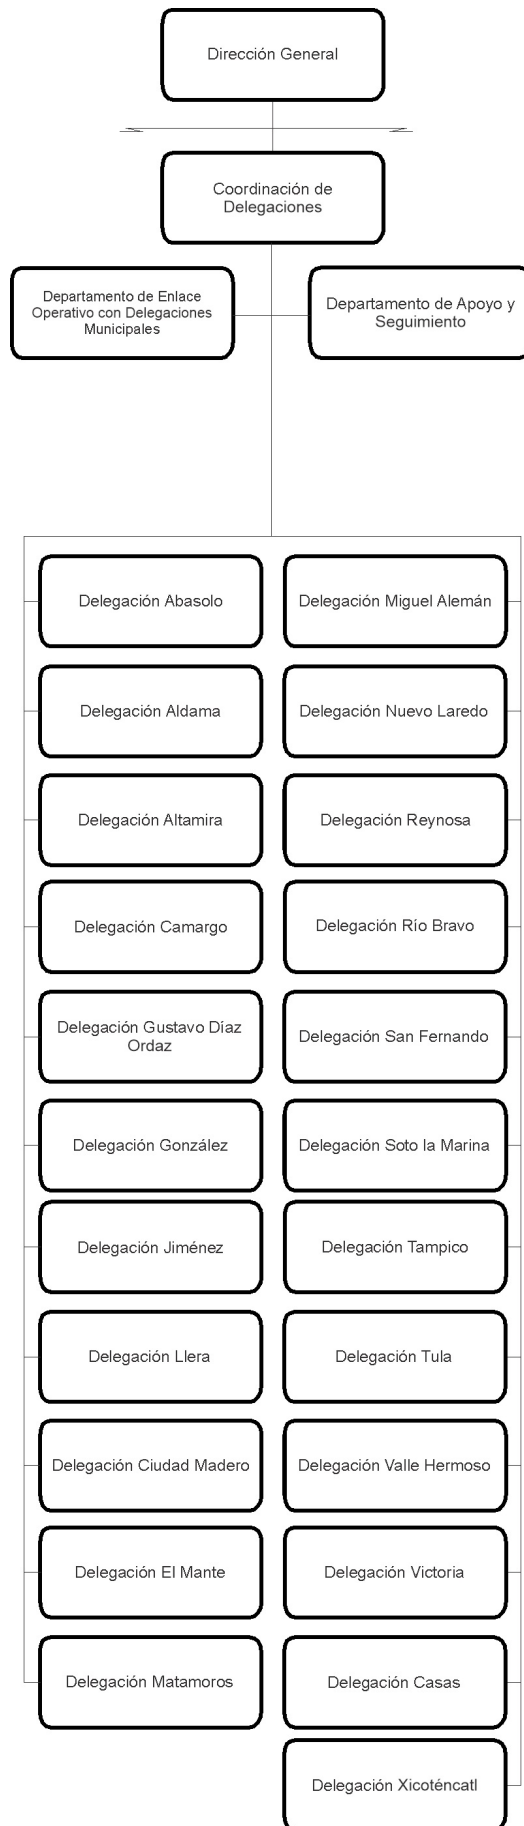 Dirección General
Coordinación de
Delegaciones
Departamento de Enlace
Operativo con Delegaciones
Municipales
Departamento de Apoyo y
Seguimiento
Delegación Abasolo
Delegación Miguel Alemán
Delegación Aldama
Delegación Nuevo Laredo
Delegación Altamira
Delegación Reynosa
Delegación Camargo
Delegación Río Bravo
Delegación Gustavo Díaz
Ordaz
Delegación San Fernando
Delegación González
Delegación Soto la Marina
Delegación Jiménez
Delegación Tampico
Delegación Llera
Delegación Tula
Delegación Ciudad Madero
Delegación Valle Hermoso
Delegación El Mante
Delegación Victoria
Delegación Matamoros
Delegación Casas
Delegación Xicoténcatl